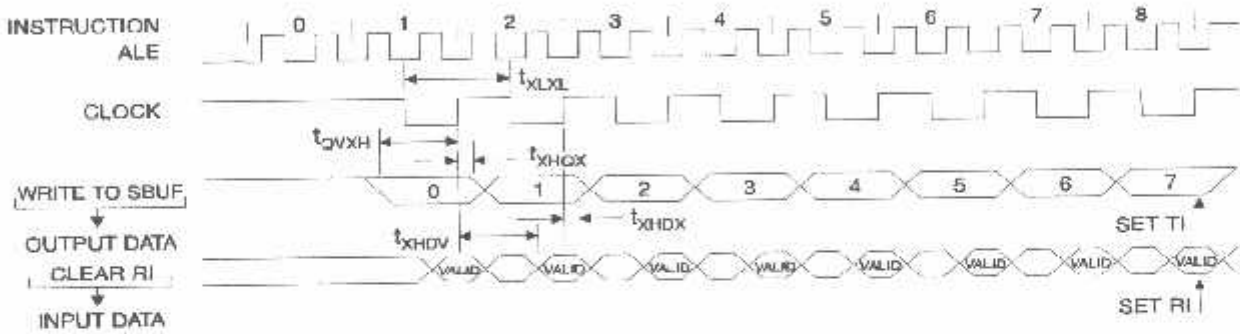 INSTRUCTION 0 1 2 3 4 5 6 7 8
ALE
tXLXL
CLOCK
tQVXH
tXHQX
WRITE TO SBUF 0 1 2 3 4 5 6 7
tXHDX
SET TI
OUTPUT DATA
tXHDV
CLEAR RI VALID VALID VALID VALID VALID VALID VALID VALID
SET RI
INPUT DATA